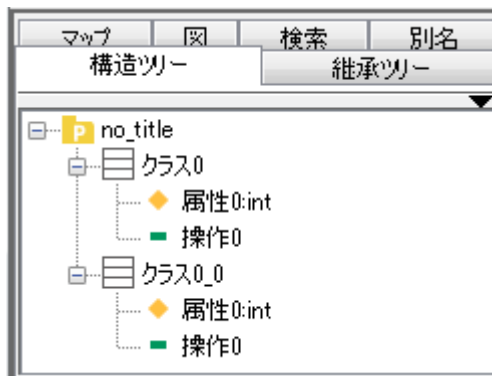 マップ 図 検索 別名
構造ツリー 継承ツリー
P no_title
クラス0
属性0:int
操作0
クラス0_0
属性0:int
操作0